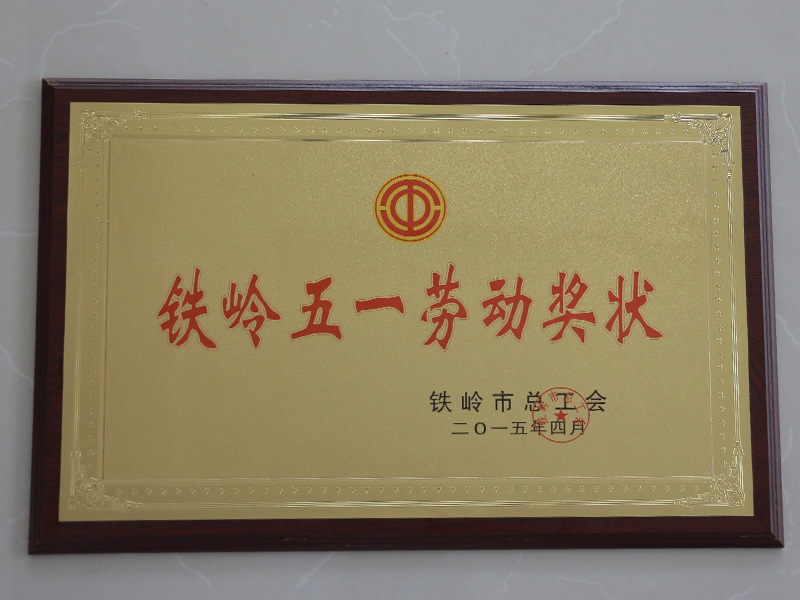 铁岭五一劳动奖状
铁岭市总工会
二O一五年四月